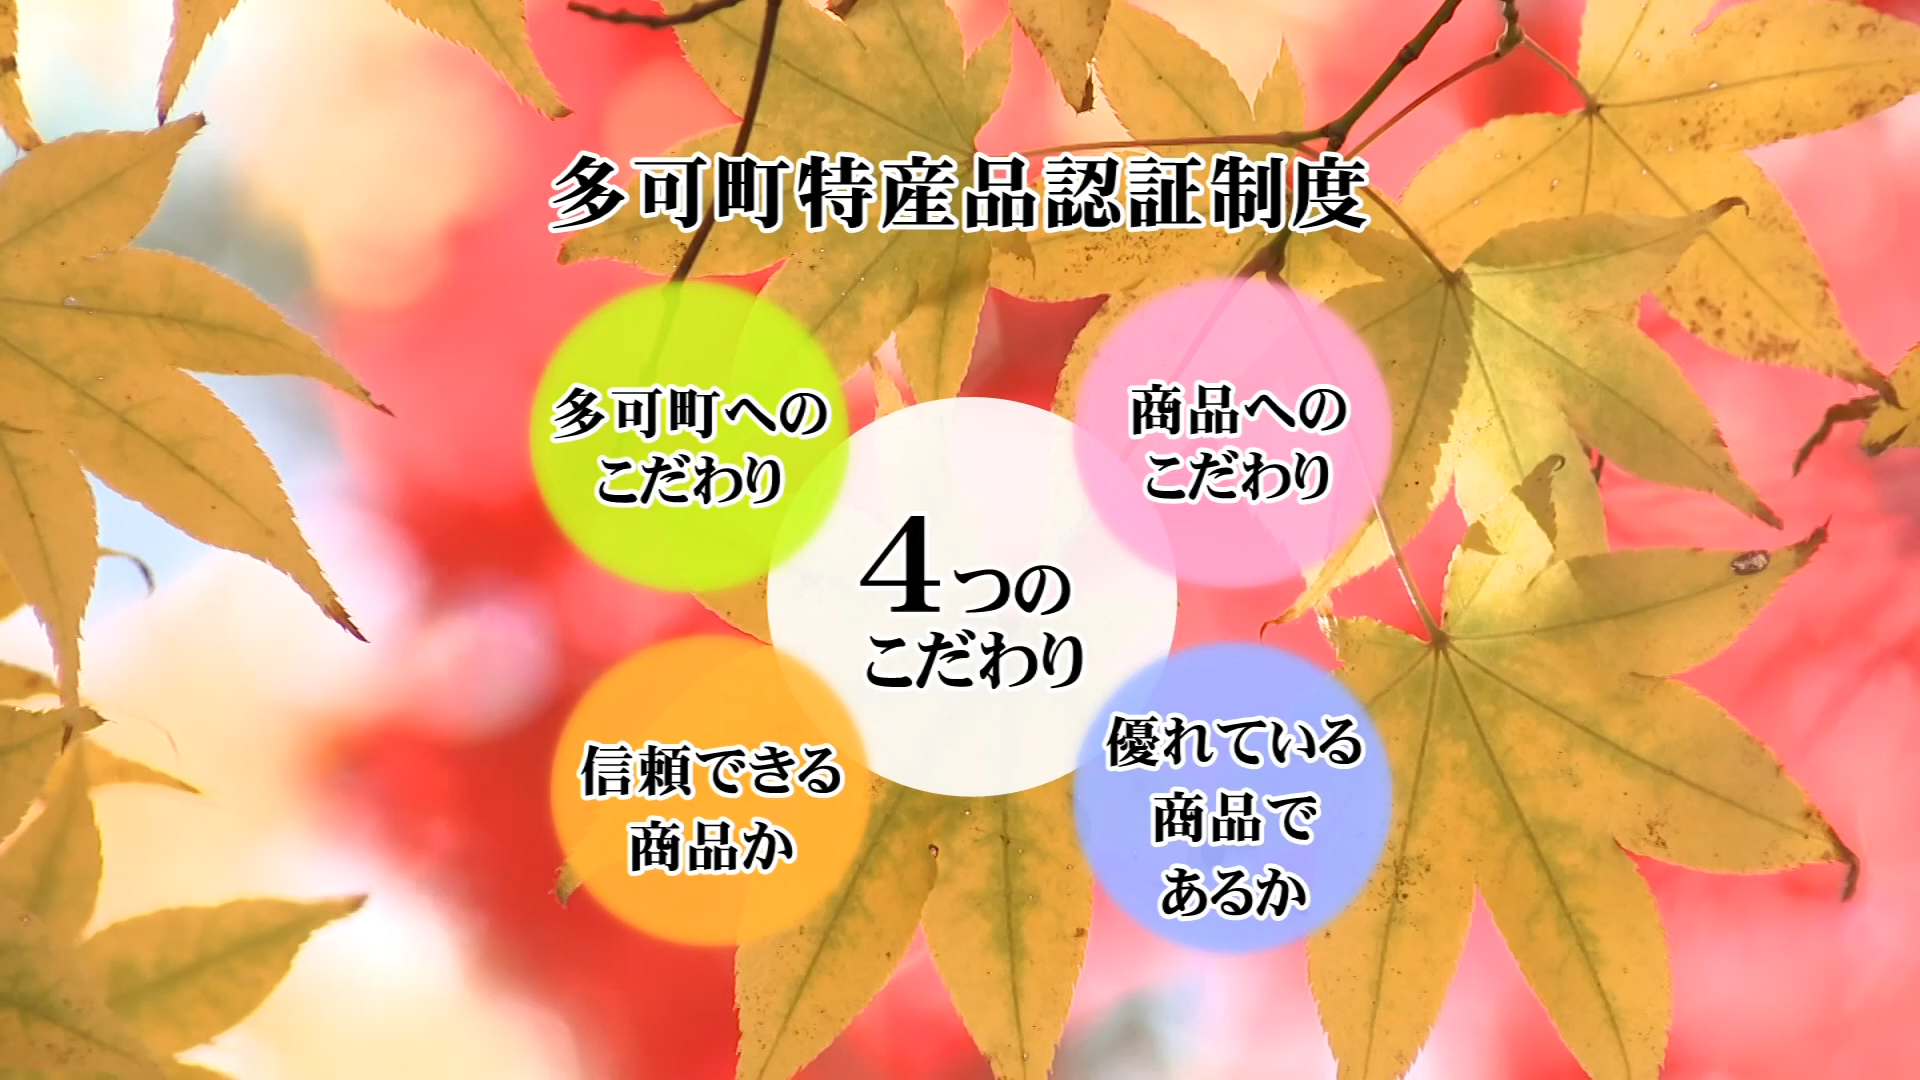 多可町特産品認証制度
多可町への
こだわり
商品への
こだわり
4つの
こだわり
信頼できる
商品か
優れている
商品で
あるか